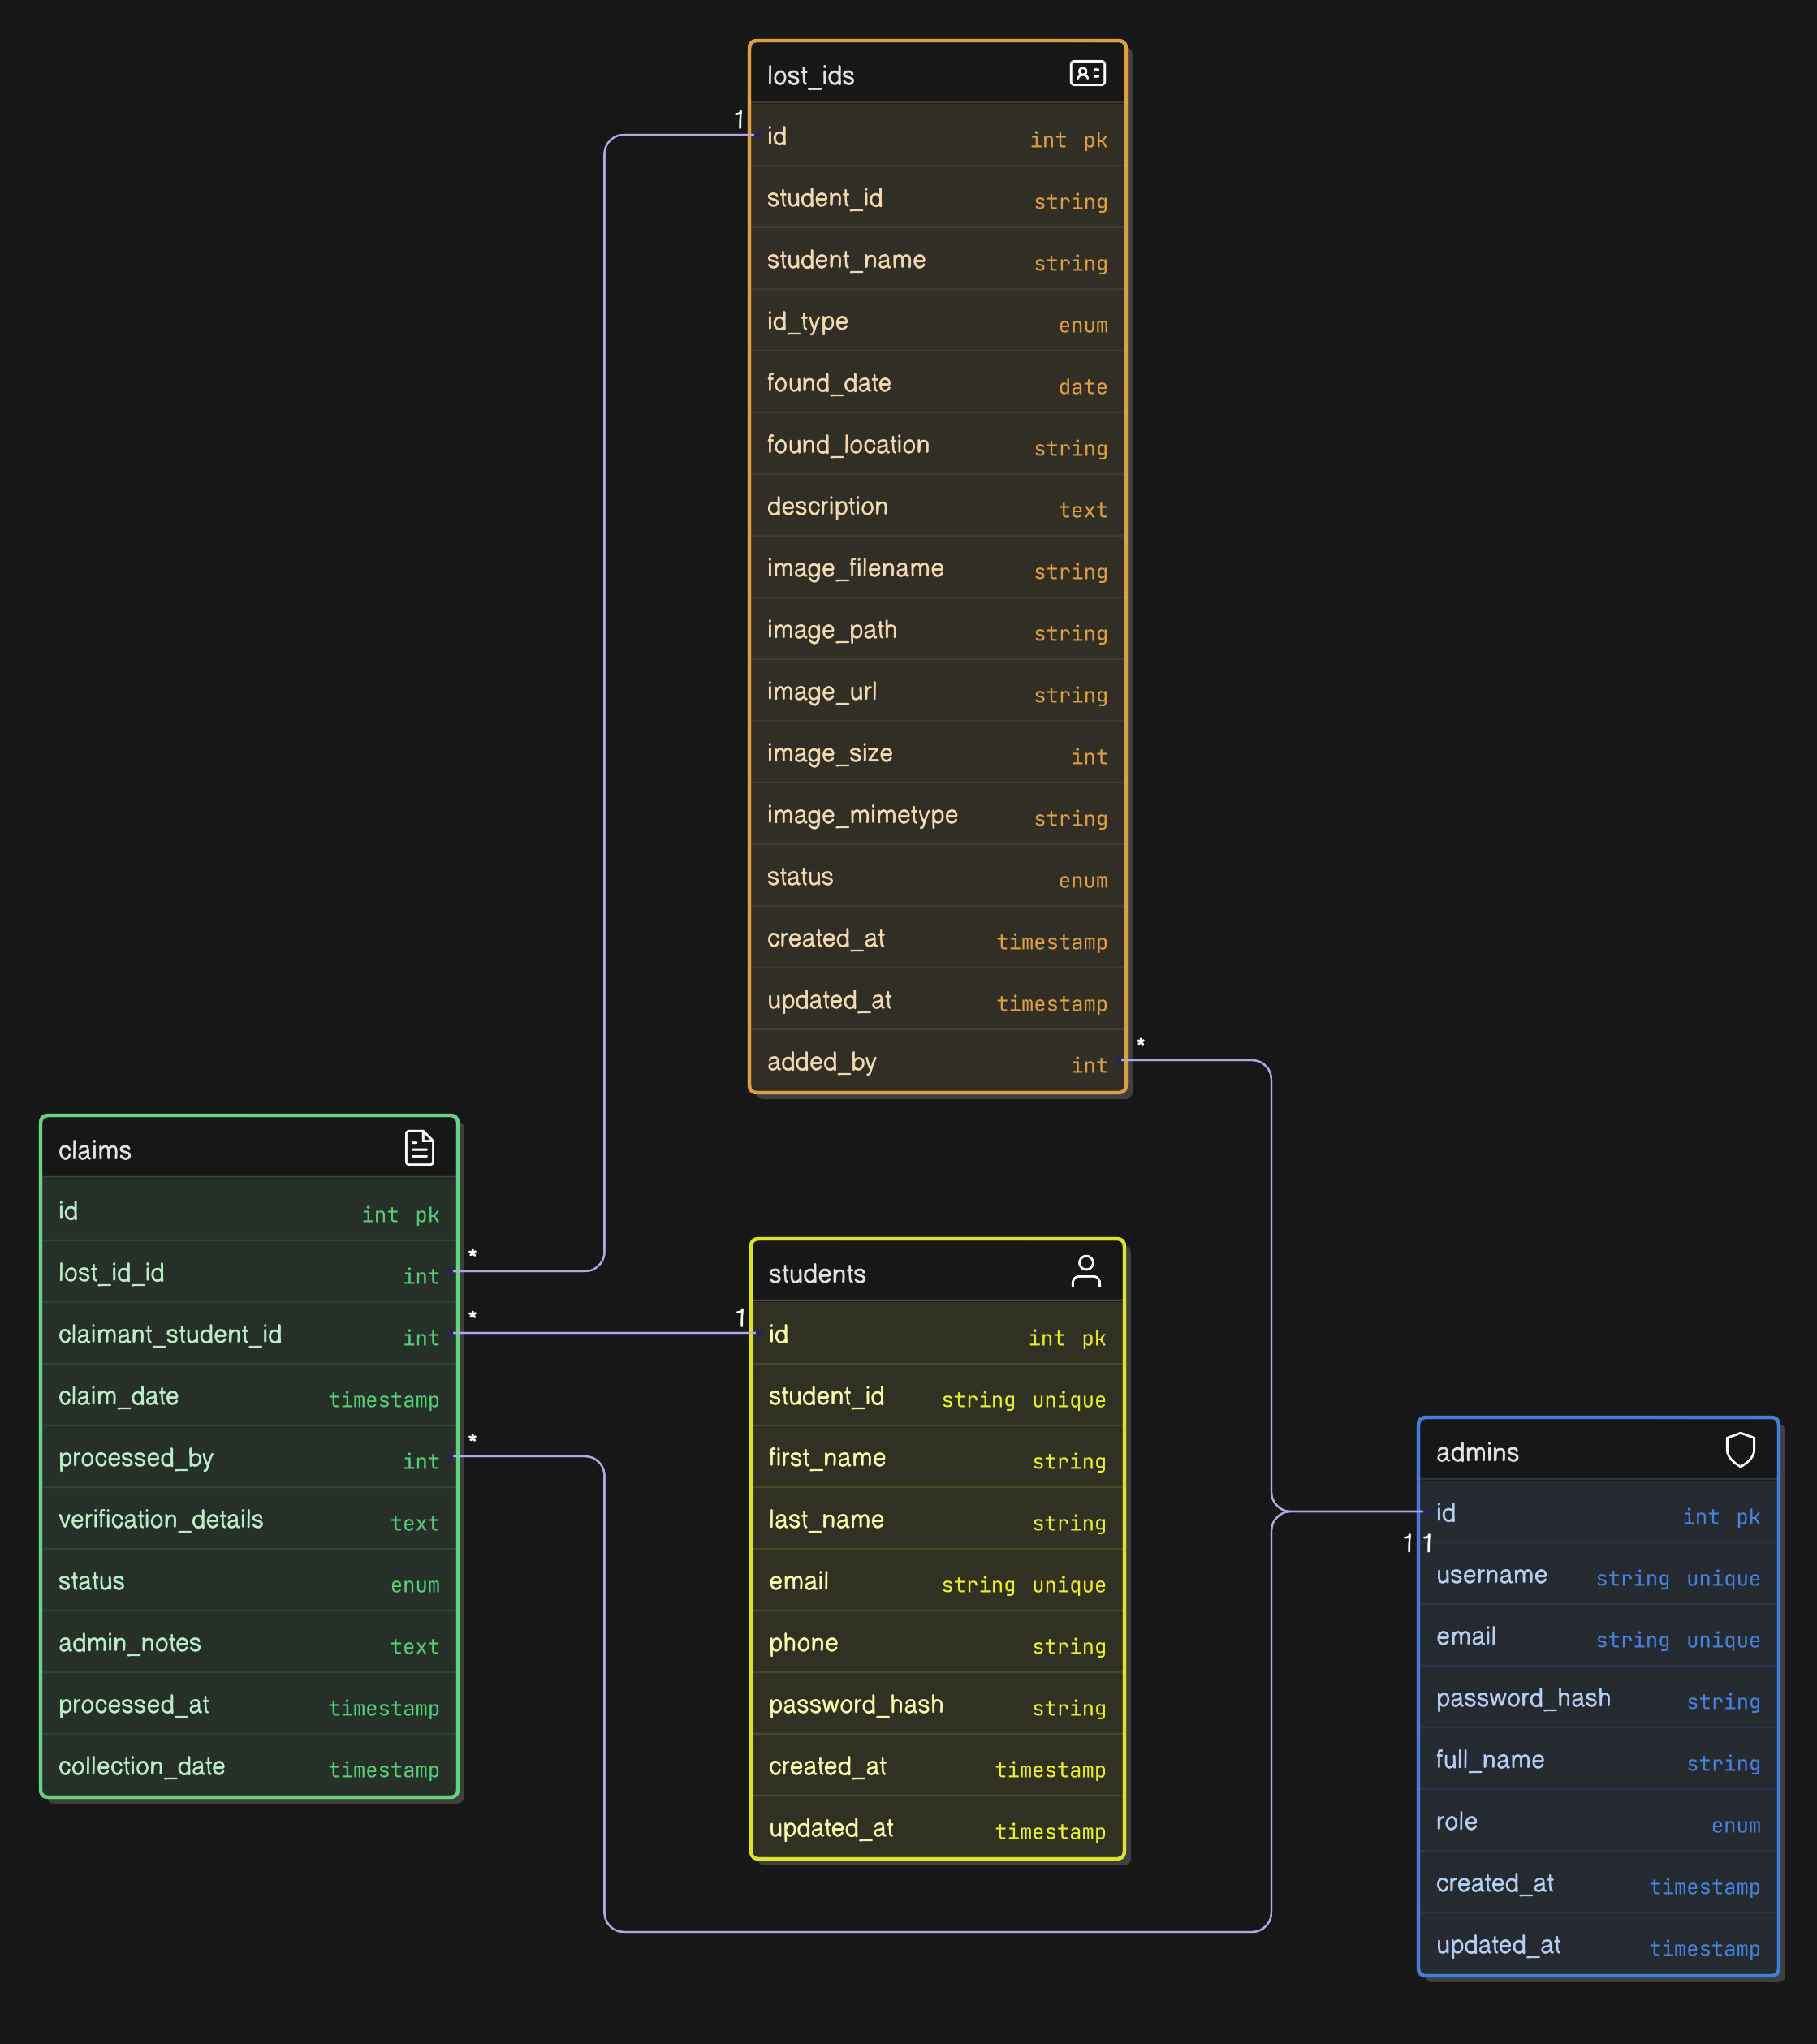 lost_ids
1
id int pk
student_id string
student_name string
id_type enum
found_date date
found_location string
description text
image_filename string
image_path string
image_url string
image_size int
image_mimetype string
status enum
created_at timestamp
updated_at timestamp
added_by int
*
claims
id int pk
lost_id_id int
*
claimant_student_id int
*
claim_date timestamp
processed_by int
*
verification_details text
status enum
admin_notes text
processed_at timestamp
collection_date timestamp
students
1
id int pk
student_id string unique
first_name string
last_name string
email string unique
phone string
password_hash string
created_at timestamp
updated_at timestamp
admins
id int pk
1 1
username string unique
email string unique
password_hash string
full_name string
role enum
created_at timestamp
updated_at timestamp